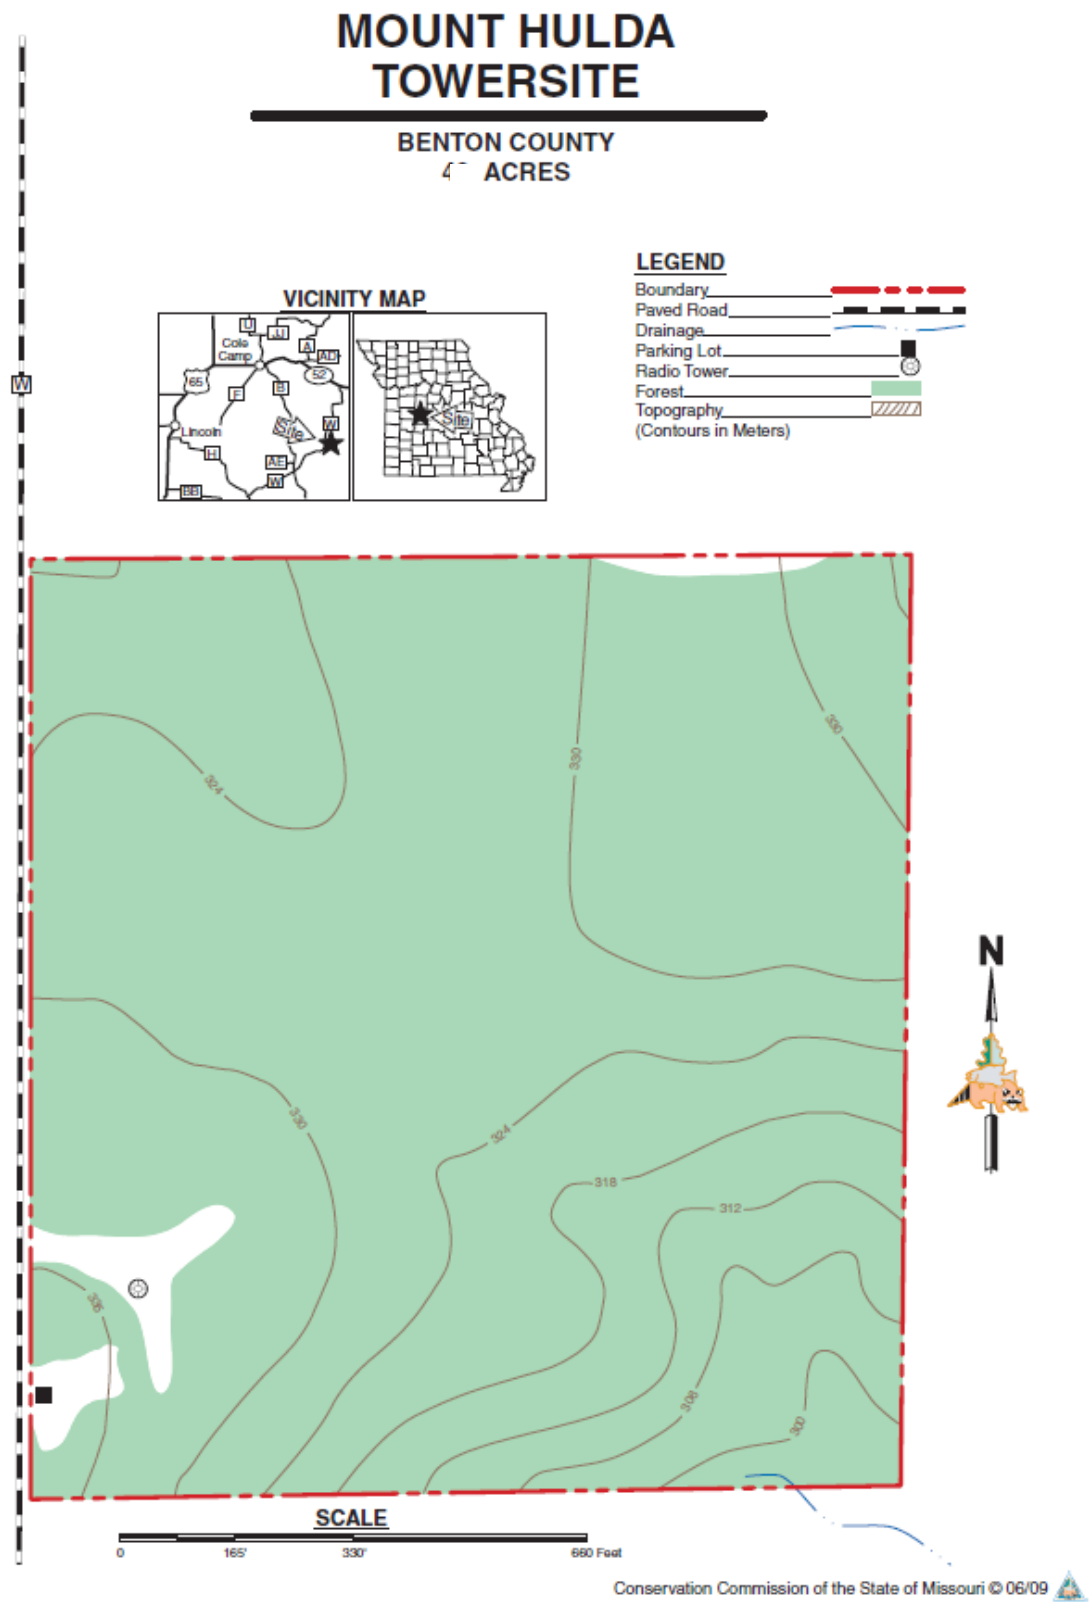 MOUNT HULDA
TOWERSITE
BENTON COUNTY
ACRES
LEGEND
Boundary
Paved Road
Drainage
Parking Lot
Radio Tower
Forest
Topography
(Contours in Meters)
VICINITY MAP
U
JJ
A
AD
Cole
Camp
52
65
F
B
W
Site
Lincoln
H
AE
W
BB
Site
W
330
330
324
N
330
324
318
312
336
308
300
SCALE
0
165'
330'
660 Feet
Conservation Commission of the State of Missouri © 06/09